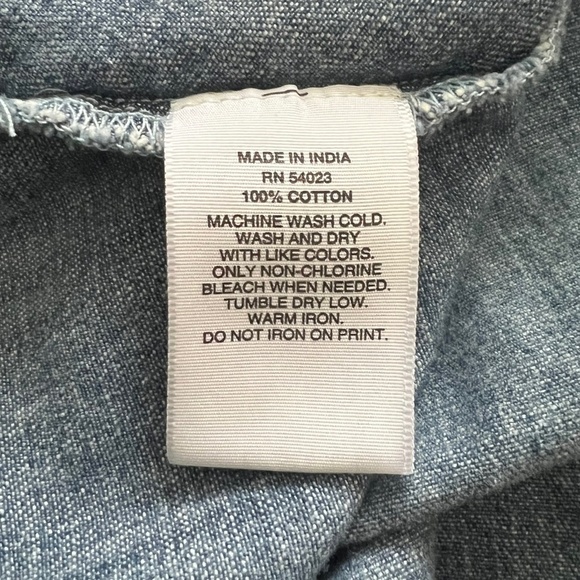 MADE IN INDIA
RN 54023
100% COTTON
MACHINE WASH COLD.
WASH AND DRY
WITH LIKE COLORS.
ONLY NON-CHLORINE
BLEACH WHEN NEEDED.
TUMBLE DRY LOW.
WARM IRON.
DO NOT IRON ON PRINT.